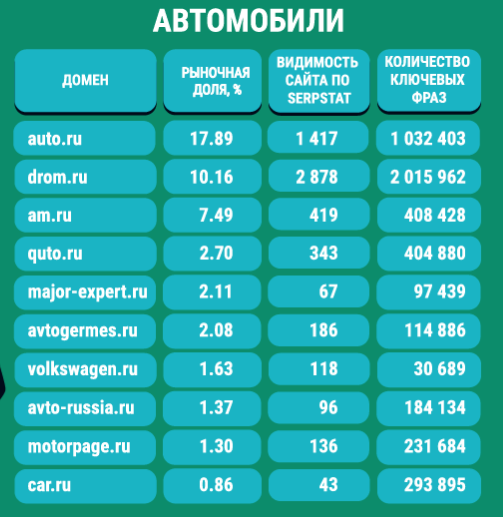 АВТОМОБИЛИ
ДОМЕН
РЫНОЧНАЯ
ДОЛЯ, %
ВИДИМОСТЬ
САЙТА ПО
SERPSTAT
КОЛИЧЕСТВО
КЛЮЧЕВЫХ
ФРАЗ
auto.ru 17.89 1 417 1 032 403
drom.ru 10.16 2 878 2 015 962
am.ru 7.49 419 408 428
quto.ru 2.70 343 404 880
major-expert.ru 2.11 67 97 439
avtogermes.ru 2.08 186 114 886
volkswagen.ru 1.63 118 30 689
avto-russia.ru 1.37 96 184 134
motorpage.ru 1.30 136 231 684
car.ru 0.86 43 293 895